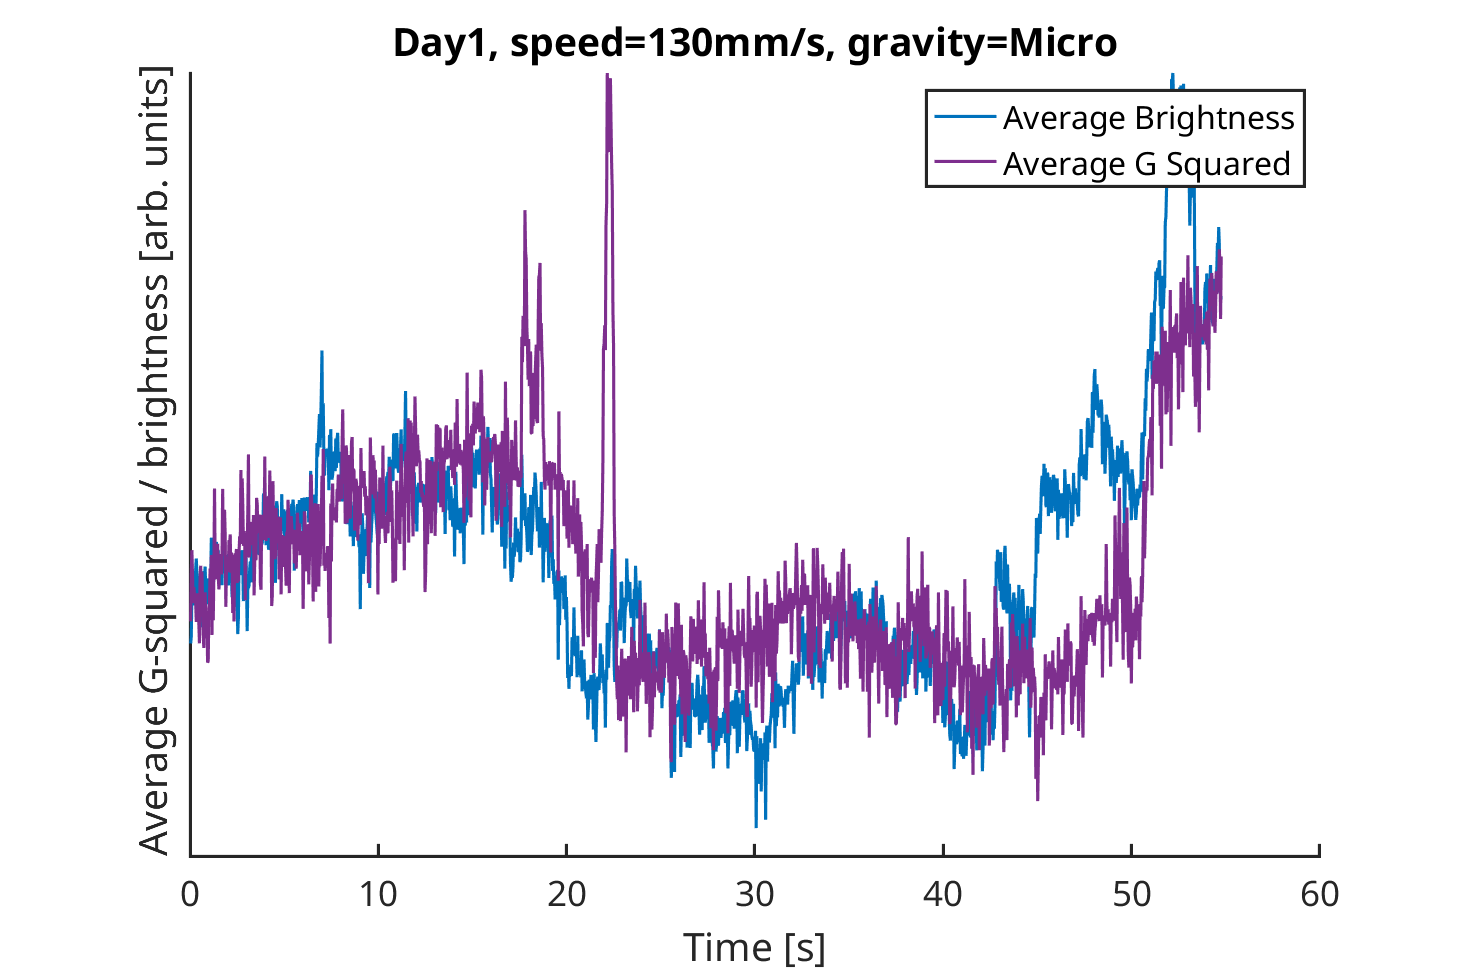 Day1, speed=130mm/s, gravity=Micro
Average G-squared / brightness [arb. units]
Average Brightness
Average G Squared
0 10 20 30 40 50 60
Time [s]